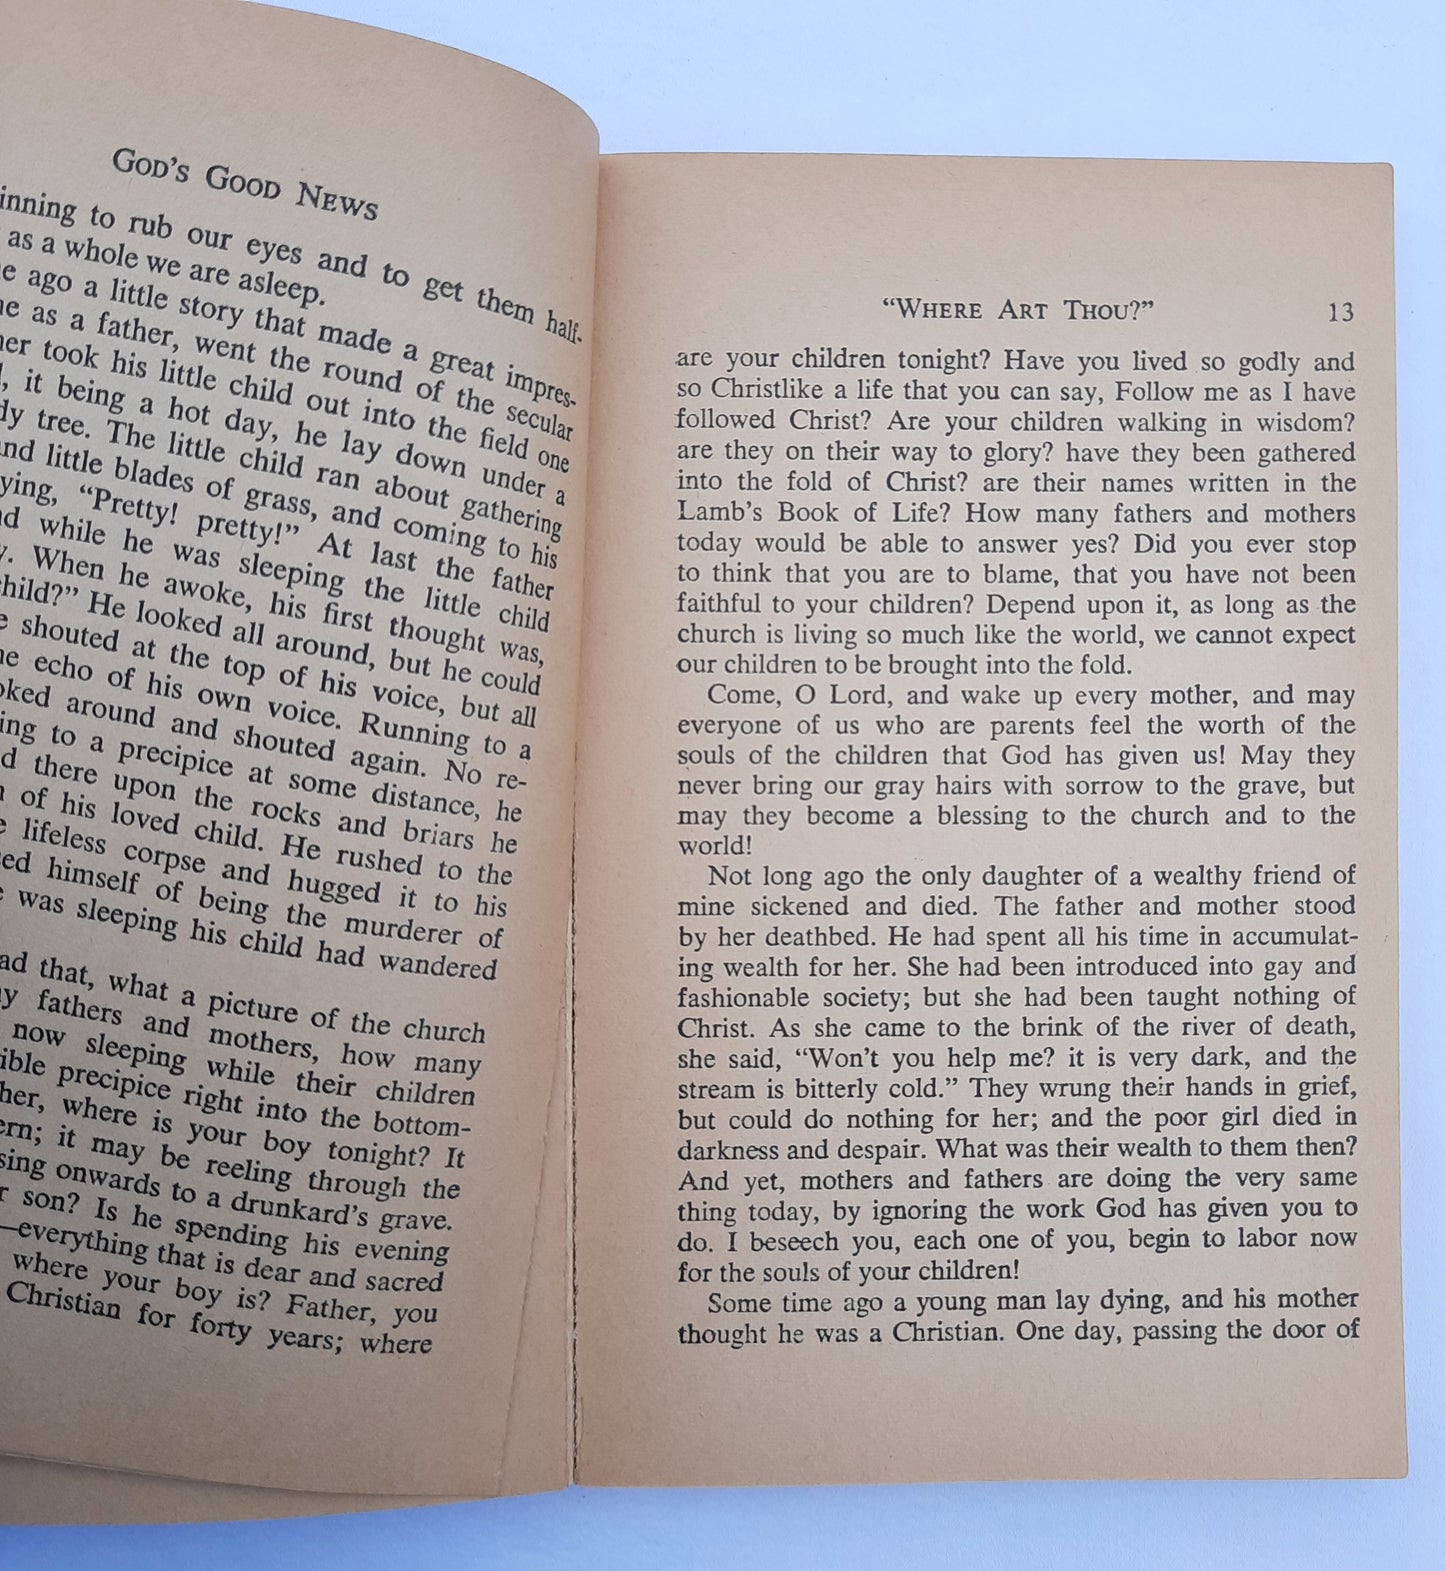 God's Good News
inning to rub our eyes and to get them half-
as a whole we are asleep.
e ago a little story that made a great impres-
e as a father, went the round of the secular
er took his little child out into the field one
, it being a hot day, he lay down under a
dy tree. The little child ran about gathering
nd little blades of grass, and coming to his
ying, “Pretty! pretty!” At last the father
d while he was sleeping the little child
y. When he awoke, his first thought was,
hild?” He looked all around, but he could
e shouted at the top of his voice, but all
he echo of his own voice. Running to a
oked around and shouted again. No re-
ing to a precipice at some distance, he
d there upon the rocks and briars he
of his loved child. He rushed to the
e lifeless corpse and hugged it to his
ed himself of being the murderer of
e was sleeping his child had wandered
ad that, what a picture of the church
y fathers and mothers, how many
now sleeping while their children
ible precipice right into the bottom-
her, where is your boy tonight? It
ern; it may be reeling through the
sing onwards to a drunkard's grave.
r son? Is he spending his evening
—everything that is dear and sacred
where your boy is? Father, you
Christian for forty years; where
“Where Art Thou?” 13
are your children tonight? Have you lived so godly and
so Christlike a life that you can say, Follow me as I have
followed Christ? Are your children walking in wisdom?
are they on their way to glory? have they been gathered
into the fold of Christ? are their names written in the
Lamb's Book of Life? How many fathers and mothers
today would be able to answer yes? Did you ever stop
to think that you are to blame, that you have not been
faithful to your children? Depend upon it, as long as the
church is living so much like the world, we cannot expect
our children to be brought into the fold.
Come, O Lord, and wake up every mother, and may
everyone of us who are parents feel the worth of the
souls of the children that God has given us! May they
never bring our gray hairs with sorrow to the grave, but
may they become a blessing to the church and to the
world!
Not long ago the only daughter of a wealthy friend of
mine sickened and died. The father and mother stood
by her deathbed. He had spent all his time in accumulat-
ing wealth for her. She had been introduced into gay and
fashionable society; but she had been taught nothing of
Christ. As she came to the brink of the river of death,
she said, “Won't you help me? it is very dark, and the
stream is bitterly cold.” They wrung their hands in grief,
but could do nothing for her; and the poor girl died in
darkness and despair. What was their wealth to them then?
And yet, mothers and fathers are doing the very same
thing today, by ignoring the work God has given you to
do. I beseech you, each one of you, begin to labor now
for the souls of your children!
Some time ago a young man lay dying, and his mother
thought he was a Christian. One day, passing the door of